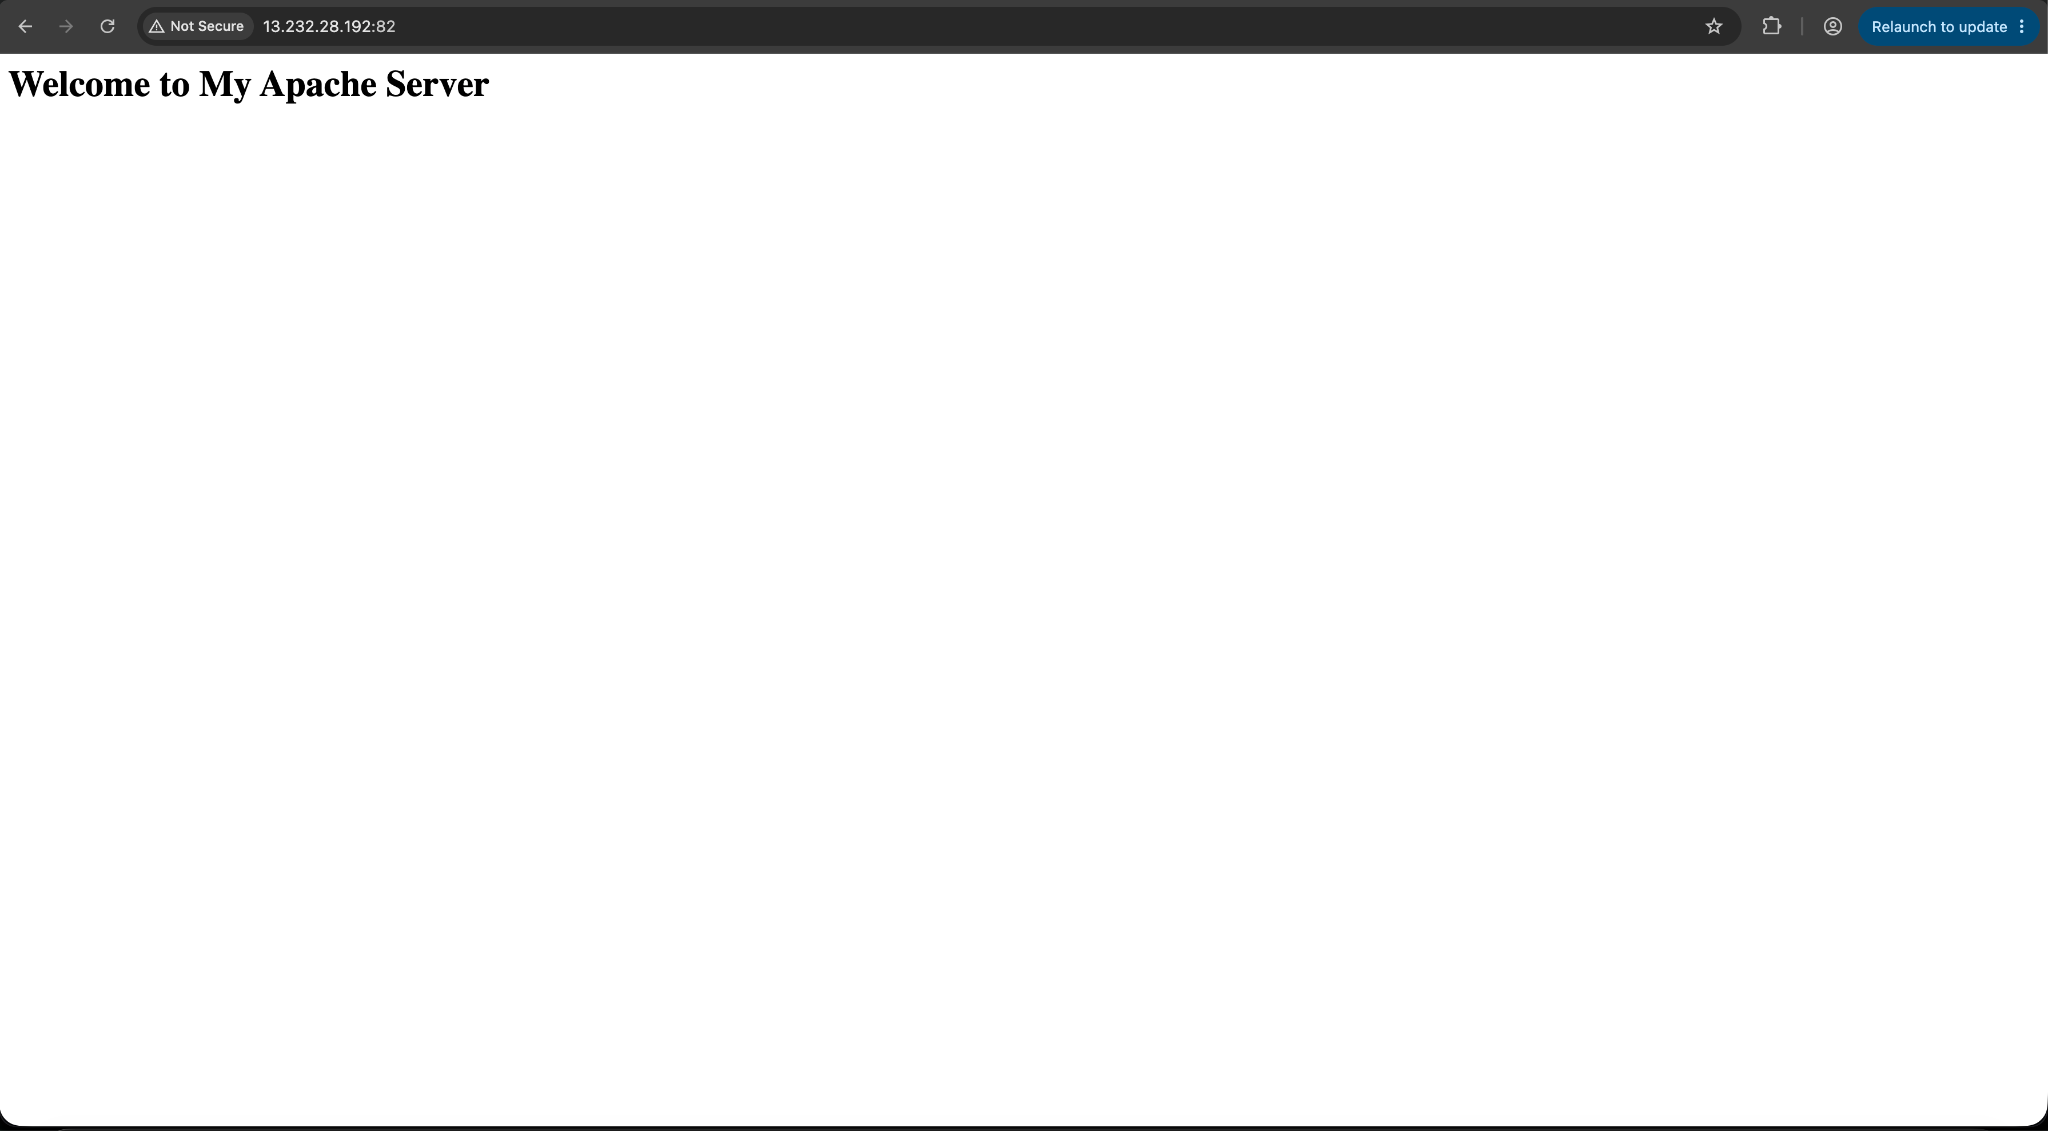 Not Secure 13.232.28.192:82 Relaunch to update
Welcome to My Apache Server